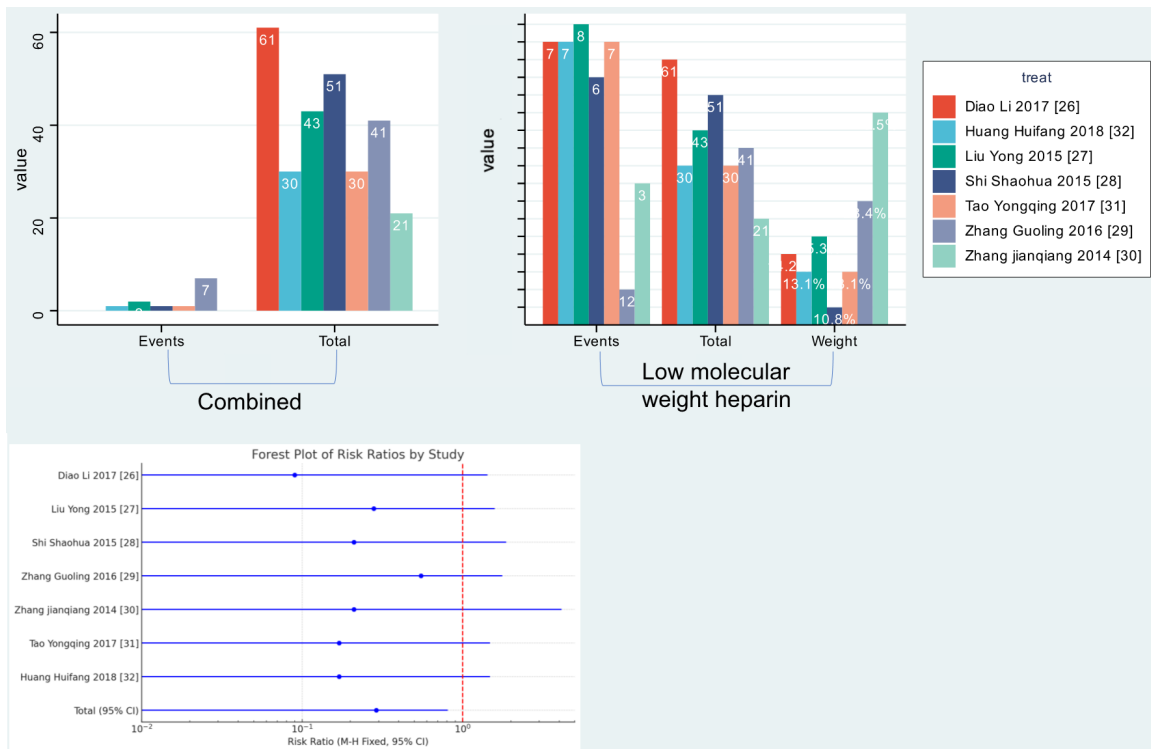 60
40
20
0
value
61
30
43
51
30
41
21
7
Events
Total
Combined
value
7
7
8
6
7
12
3
61
30
43
51
30
41
21
13.1%
10.8%
Events
Total
Weight
Low molecular
weight heparin
treat
Diao Li 2017 [26]
Huang Huifang 2018 [32]
Liu Yong 2015 [27]
Shi Shaohua 2015 [28]
Tao Yongqing 2017 [31]
Zhang Guoling 2016 [29]
Zhang jianqiang 2014 [30]
Forest Plot of Risk Ratios by Study
Diao Li 2017 [26]
Liu Yong 2015 [27]
Shi Shaohua 2015 [28]
Zhang Guoling 2016 [29]
Zhang jianqiang 2014 [30]
Tao Yongqing 2017 [31]
Huang Huifang 2018 [32]
Total (95% CI)
10⁻² 10⁻¹ 10⁰
Risk Ratio (M-H Fixed, 95% CI)